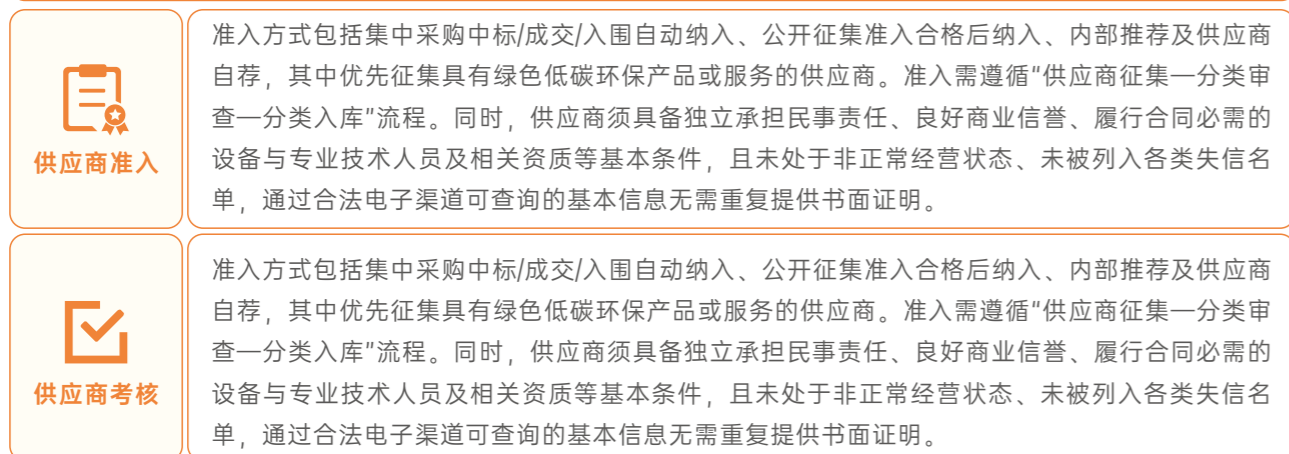 供应商准入
准入方式包括集中采购中标/成交/入围自动纳入、公开征集准入合格后纳入、内部推荐及供应商
自荐，其中优先征集具有绿色低碳环保产品或服务的供应商。准入需遵循“供应商征集—分类审
查—分类入库”流程。同时，供应商须具备独立承担民事责任、良好商业信誉、履行合同必需的
设备与专业技术人员及相关资质等基本条件，且未处于非正常经营状态、未被列入各类失信名
单，通过合法电子渠道可查询的基本信息无需重复提供书面证明。
供应商考核
准入方式包括集中采购中标/成交/入围自动纳入、公开征集准入合格后纳入、内部推荐及供应商
自荐，其中优先征集具有绿色低碳环保产品或服务的供应商。准入需遵循“供应商征集—分类审
查—分类入库”流程。同时，供应商须具备独立承担民事责任、良好商业信誉、履行合同必需的
设备与专业技术人员及相关资质等基本条件，且未处于非正常经营状态、未被列入各类失信名
单，通过合法电子渠道可查询的基本信息无需重复提供书面证明。